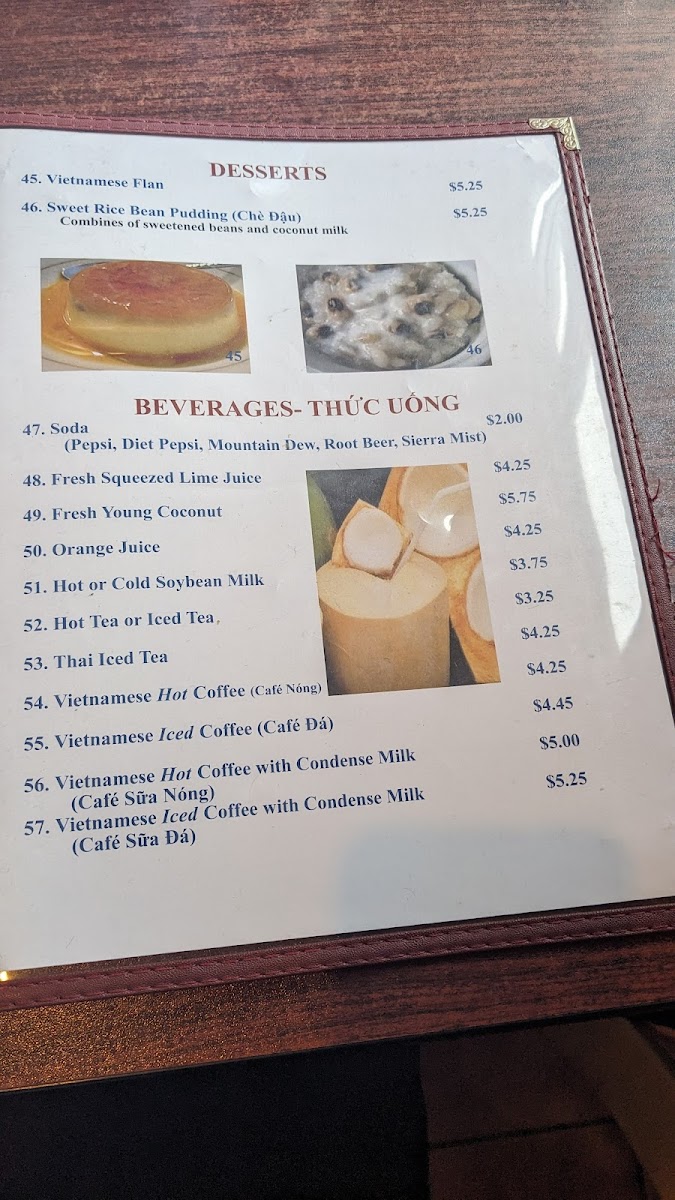 DESSERTS
45. Vietnamese Flan $5.25
46. Sweet Rice Bean Pudding (Chè Đậu) $5.25
Combines of sweetened beans and coconut milk
45
46
BEVERAGES- THỨC UỐNG
47. Soda $2.00
(Pepsi, Diet Pepsi, Mountain Dew, Root Beer, Sierra Mist)
48. Fresh Squeezed Lime Juice $4.25
49. Fresh Young Coconut $5.75
50. Orange Juice $4.25
51. Hot or Cold Soybean Milk $3.75
52. Hot Tea or Iced Tea $3.25
53. Thai Iced Tea $4.25
54. Vietnamese Hot Coffee (Café Nóng) $4.25
55. Vietnamese Iced Coffee (Café Đá) $4.45
56. Vietnamese Hot Coffee with Condense Milk $5.00
(Café Sữa Nóng)
57. Vietnamese Iced Coffee with Condense Milk $5.25
(Café Sữa Đá)